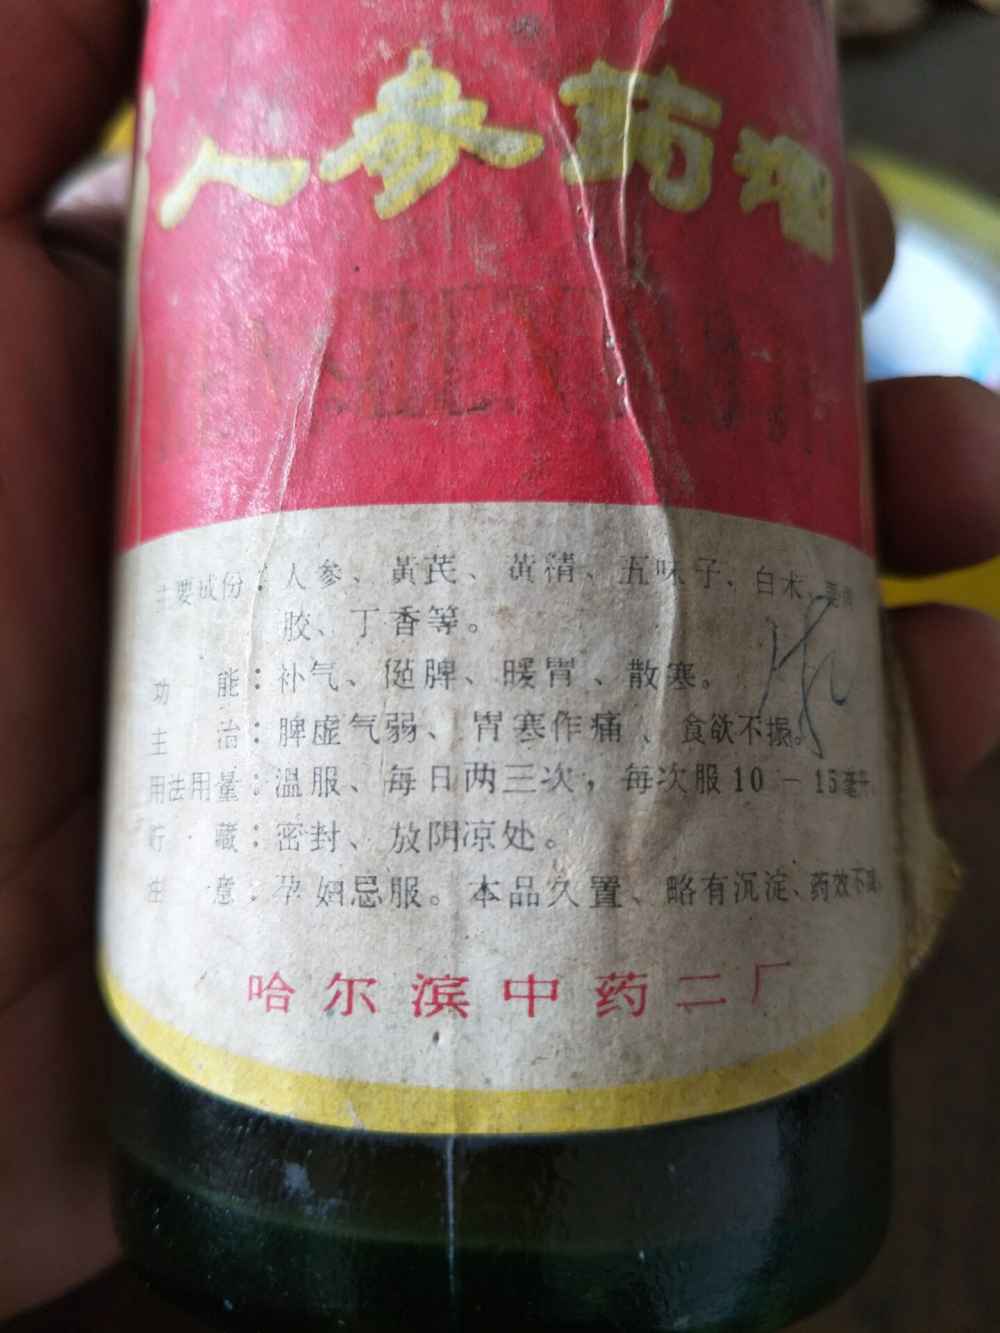 人参药酒
主要成份：人参、黃芪、黄精、五味子、白术、
胶、丁香等。
功能：补气、健脾、暖胃、散寒。
主治：脾虚气弱、胃寒作痛、食欲不振。
用法用量：温服、每日两三次，每次服10－15毫升
贮藏：密封、放阴凉处。
注意：孕妇忌服。本品久置、略有沉淀、药效不
哈尔滨中药二厂